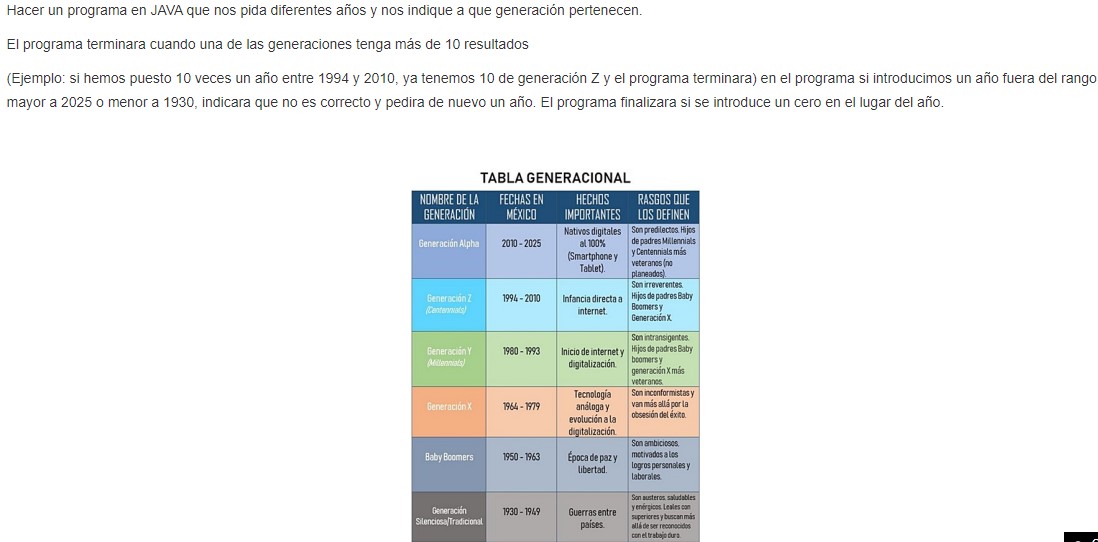 Hacer un programa en JAVA que nos pida diferentes años y nos indique a que generación pertenecen.
El programa terminara cuando una de las generaciones tenga más de 10 resultados
(Ejemplo: si hemos puesto 10 veces un año entre 1994 y 2010, ya tenemos 10 de generación Z y el programa terminara) en el programa si introducimos un año fuera del rango
mayor a 2025 o menor a 1930, indicara que no es correcto y pedira de nuevo un año. El programa finalizara si se introduce un cero en el lugar del año.
TABLA GENERACIONAL
NOMBRE DE LA
GENERACIÓN
FECHAS EN
MÉXICO
HECHOS
IMPORTANTES
RASGOS QUE
LOS DEFINEN
Generación Alpha
2010 - 2025
Nativos digitales
al 100%
(Smartphone y
Tablet).
Son predilectos. Hijos
de padres Millennials
y Centennials más
veteranos (no
planeados).
Generación Z
(Centennials)
1994 - 2010
Infancia directa a
internet.
Son irreverentes.
Hijos de padres Baby
Boomers y
Generación X.
Generación Y
(Millennials)
1980 - 1993
Inicio de internet y
digitalización.
Son intransigentes.
Hijos de padres Baby
boomers y
generación X más
veteranos.
Generación X
1964 - 1979
Tecnología
análoga y
evolución a la
digitalización.
Son inconformistas y
van más allá por la
obsesión del éxito.
Baby Boomers
1950 - 1963
Época de paz y
libertad.
Son ambiciosos,
motivados a los
logros personales y
laborales.
Generación
Silenciosa/Tradicional
1930 - 1949
Guerras entre
países.
Son austeros, saludables
y enérgicos. Leales con
superiores y buscan más
allá de ser reconocidos
con el trabajo duro.